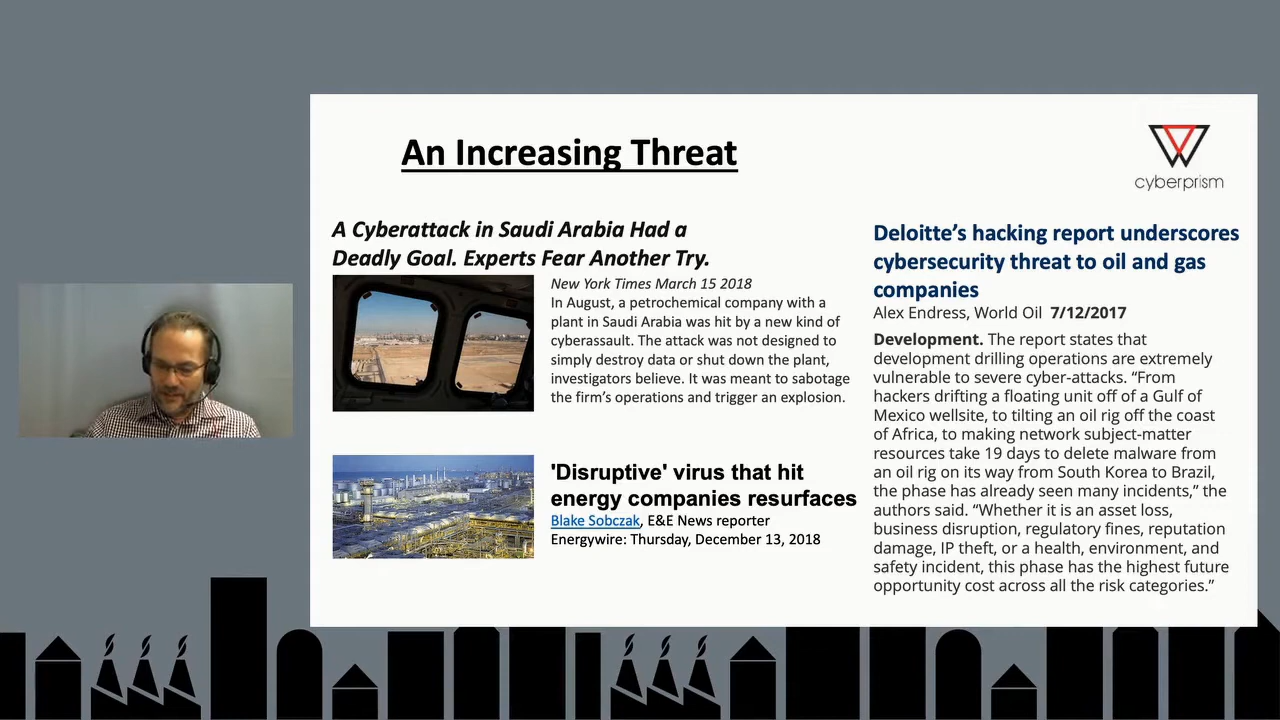 An Increasing Threat
cyberprism
A Cyberattack in Saudi Arabia Had a
Deadly Goal. Experts Fear Another Try.
New York Times March 15 2018
In August, a petrochemical company with a
plant in Saudi Arabia was hit by a new kind of
cyberassault. The attack was not designed to
simply destroy data or shut down the plant,
investigators believe. It was meant to sabotage
the firm's operations and trigger an explosion.
'Disruptive' virus that hit
energy companies resurfaces
Blake Sobczak, E&E News reporter
Energywire: Thursday, December 13, 2018
Deloitte's hacking report underscores
cybersecurity threat to oil and gas
companies
Alex Endress, World Oil 7/12/2017
Development. The report states that
development drilling operations are extremely
vulnerable to severe cyber-attacks. “From
hackers drifting a floating unit off of a Gulf of
Mexico wellsite, to tilting an oil rig off the coast
of Africa, to making network subject-matter
resources take 19 days to delete malware from
an oil rig on its way from South Korea to Brazil,
the phase has already seen many incidents,” the
authors said. “Whether it is an asset loss,
business disruption, regulatory fines, reputation
damage, IP theft, or a health, environment, and
safety incident, this phase has the highest future
opportunity cost across all the risk categories.”